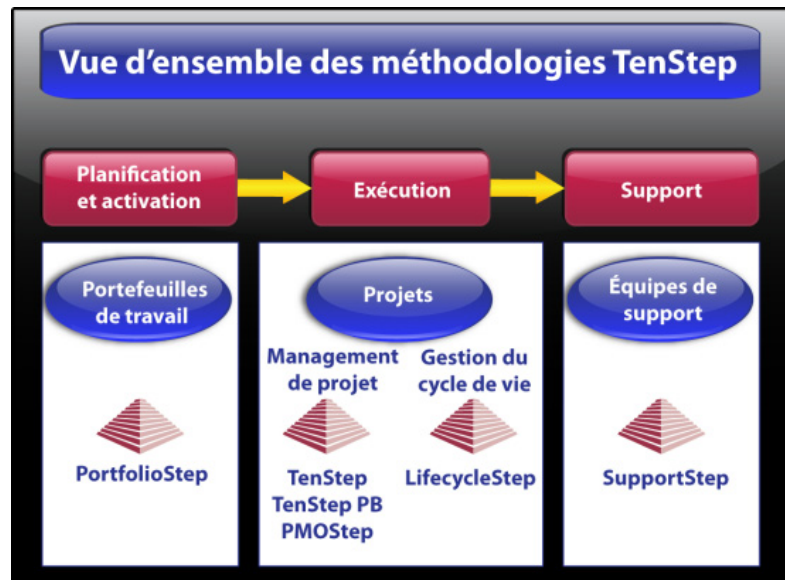 Vue d'ensemble des méthodologies TenStep
Planification
et activation
Exécution
Support
Portefeuilles
de travail
PortfolioStep
Projets
Management
de projet
TenStep
TenStep PB
PMOStep
Gestion du
cycle de vie
LifecycleStep
Équipes de
support
SupportStep